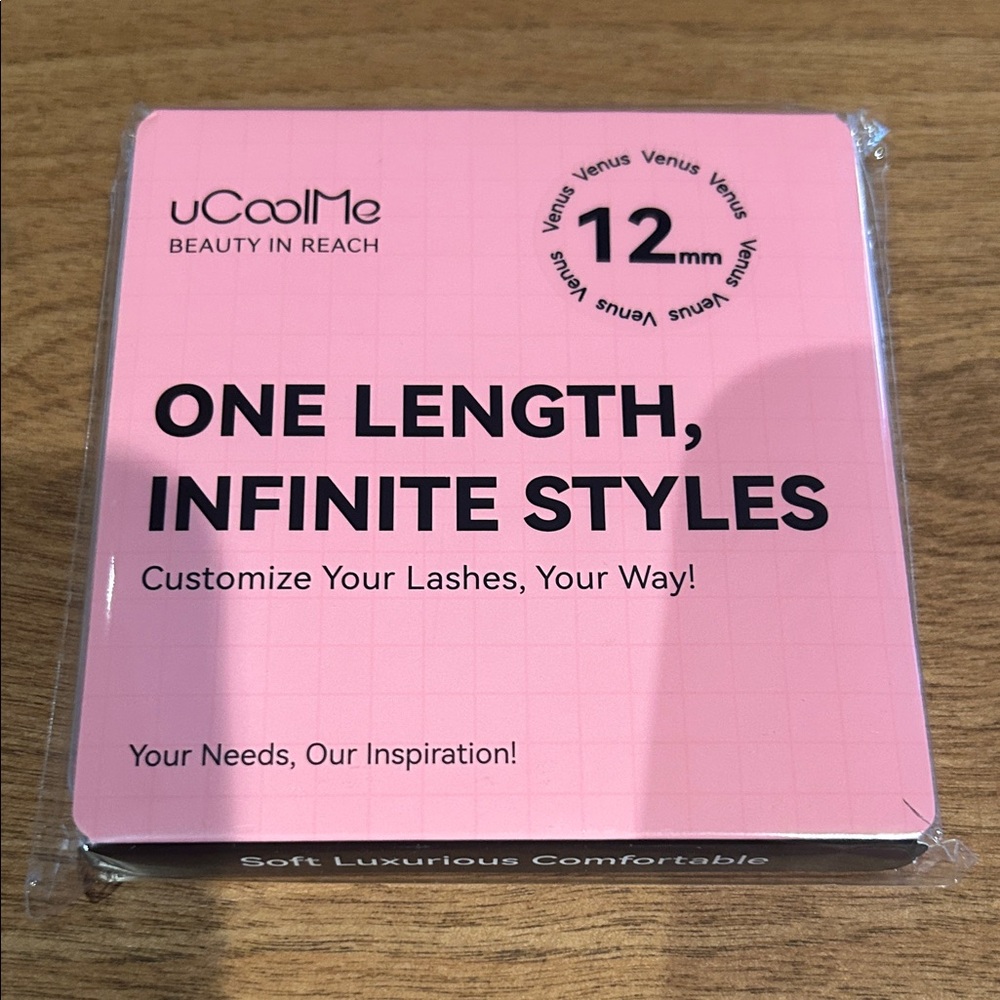 uCoolMe
BEAUTY IN REACH
Venus Venus Venus Venus Venus Venus Venus Venus
12mm
ONE LENGTH,
INFINITE STYLES
Customize Your Lashes, Your Way!
Your Needs, Our Inspiration!
Soft Luxurious Comfortable